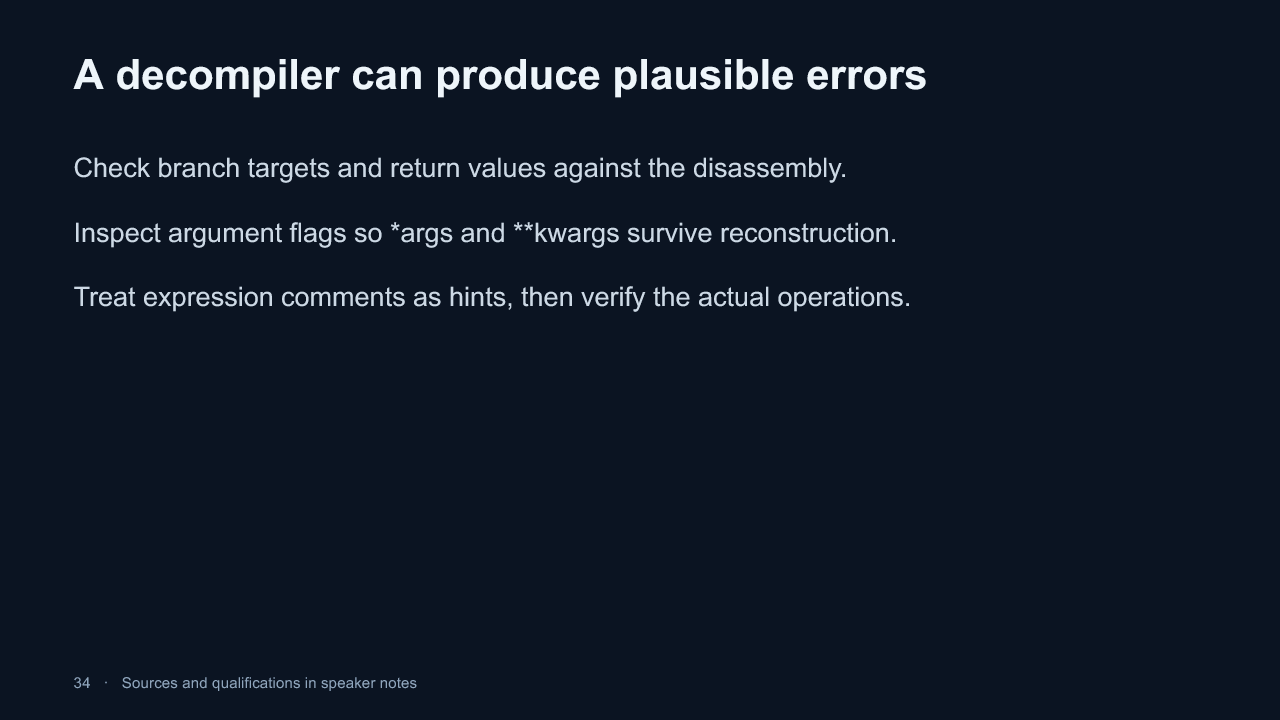 A decompiler can produce plausible errors
Check branch targets and return values against the disassembly.
Inspect argument flags so *args and **kwargs survive reconstruction.
Treat expression comments as hints, then verify the actual operations.
34 · Sources and qualifications in speaker notes